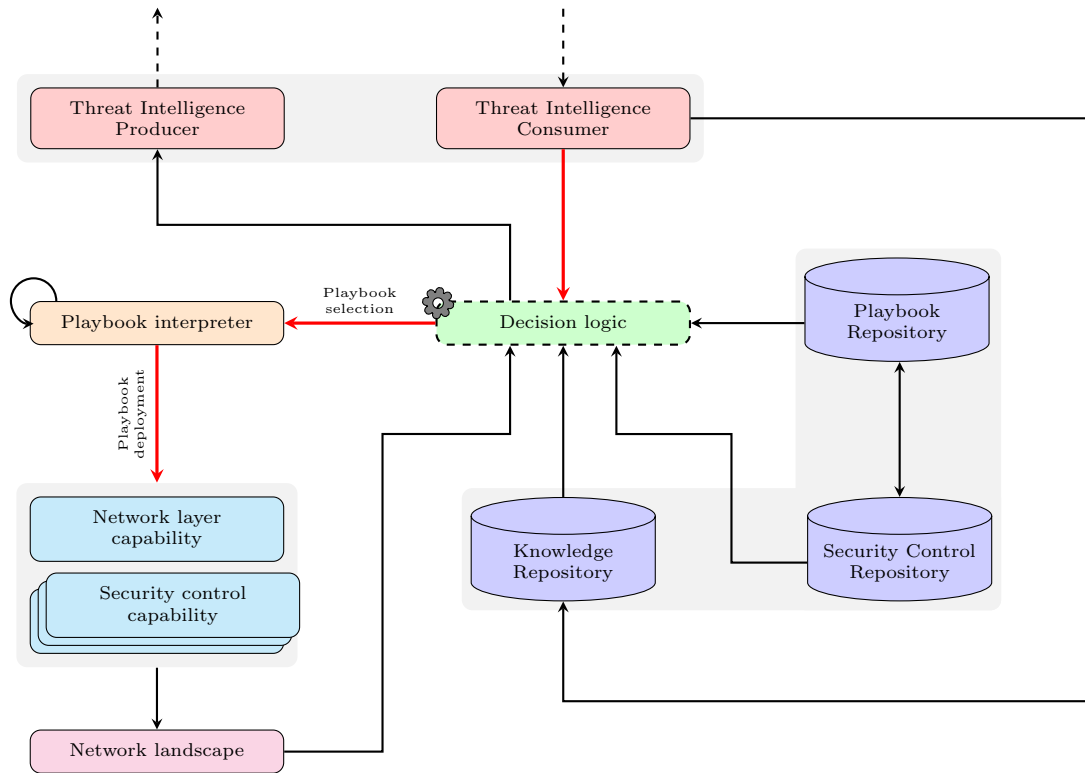 Threat Intelligence
Producer
Threat Intelligence
Consumer
Playbook
selection
Playbook interpreter
Decision logic
Playbook
Repository
Playbook
deployment
Network layer
capability
Knowledge
Repository
Security Control
Repository
Security control
capability
Network landscape